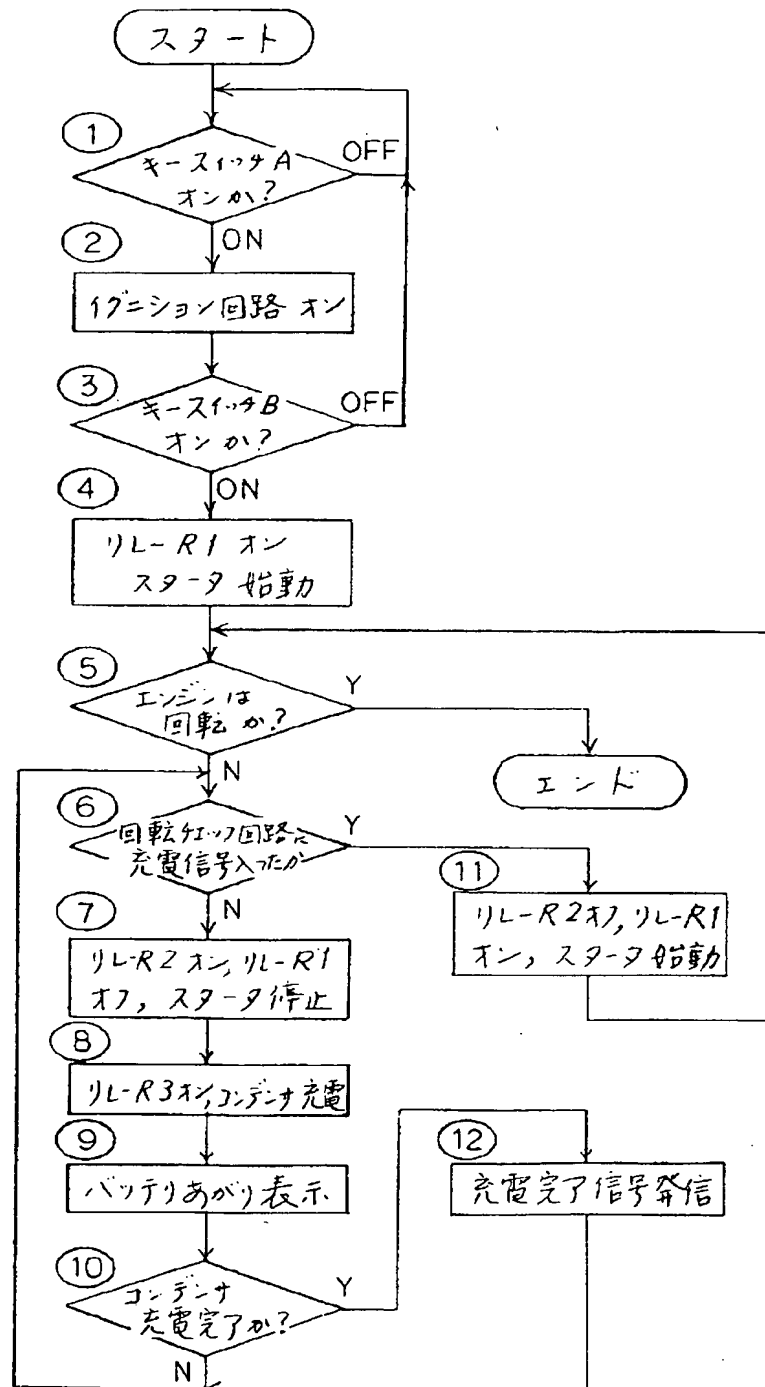 スタート
①
キースイッチA
オンか?
OFF
ON
②
イグニション回路 オン
③
キースイッチB
オンか?
OFF
ON
④
リレーR1 オン
スタータ始動
⑤
エンジンは
回転か?
Y
N
エンド
⑥
回転チェック回路に
充電信号入ったか
Y
N
⑪
リレーR2オフ,リレーR1
オン,スタータ始動
⑦
リレーR2オン,リレーR1
オフ,スタータ停止
⑧
リレーR3オン,コンデンサ充電
⑨
バッテリあがり表示
⑫
充電完了信号発信
⑩
コンデンサ
充電完了か?
Y
N